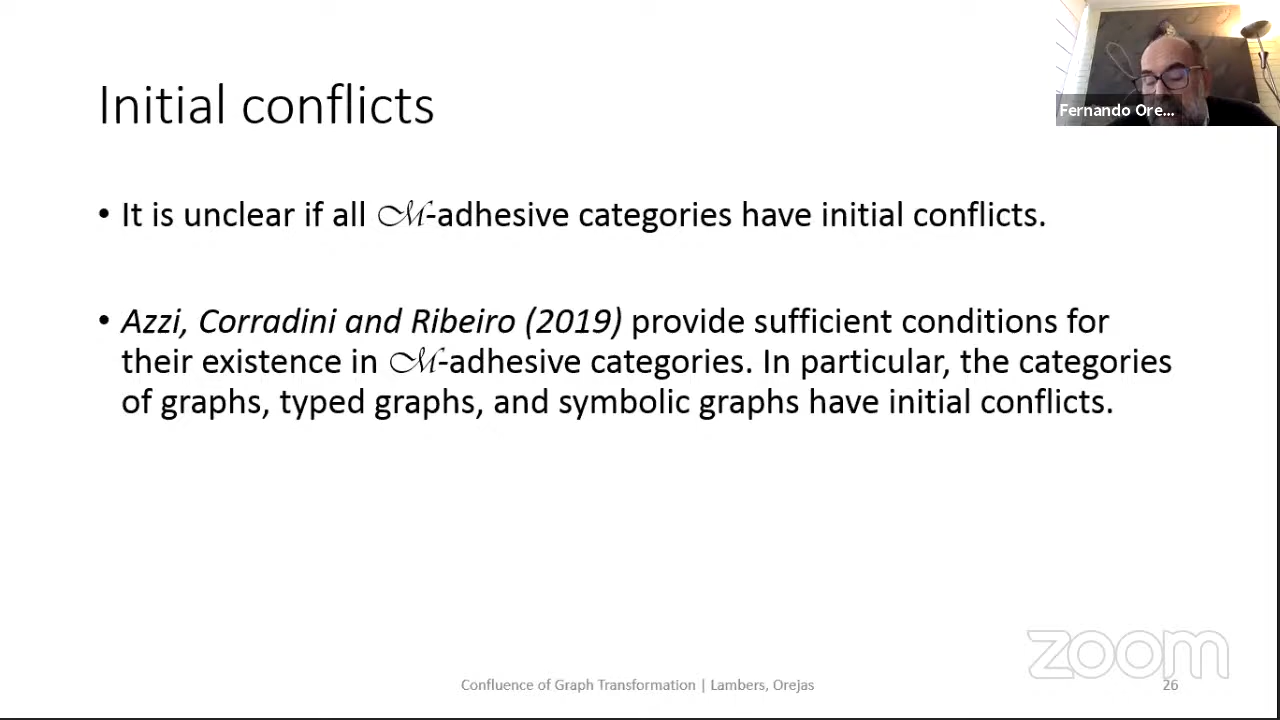 Initial conflicts
Fernando Ore...
• It is unclear if all ℳ-adhesive categories have initial conflicts.
• Azzi, Corradini and Ribeiro (2019) provide sufficient conditions for
their existence in ℳ-adhesive categories. In particular, the categories
of graphs, typed graphs, and symbolic graphs have initial conflicts.
zoom
Confluence of Graph Transformation | Lambers, Orejas
26